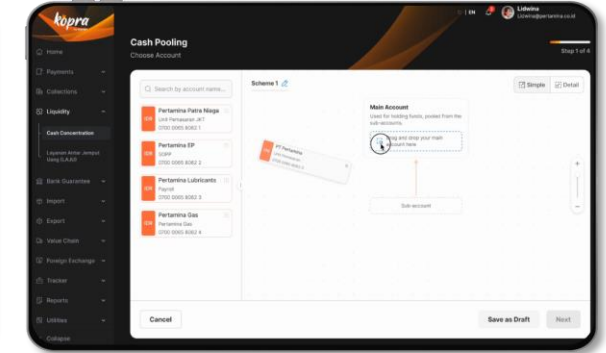 kopra
EN
Lidwina
Lidwina@pertamina.co.id
Home
Payments
Collections
Liquidity
Cash Concentration
Layanan Antar Jemput
Uang (LAJU)
Bank Guarantee
Import
Export
Value Chain
Foreign Exchange
Tracker
Reports
Utilities
Collapse
Cash Pooling
Choose Account
Step 1 of 4
Search by account name...
IDR
Pertamina Patra Niaga
Unit Pemasaran JKT
0700 0065 8062 1
IDR
Pertamina EP
0700 0065 8062 2
IDR
Pertamina Lubricants
Payroll
0700 0065 8062 3
IDR
Pertamina Gas
Pertamina Gas
0700 0065 8062 4
Scheme 1
Simple
Detail
Main Account
Used for holding funds, pooled from the
sub-accounts.
Drag and drop your main
account here
PT Pertamina
Sub-account
+
-
Cancel
Save as Draft
Next